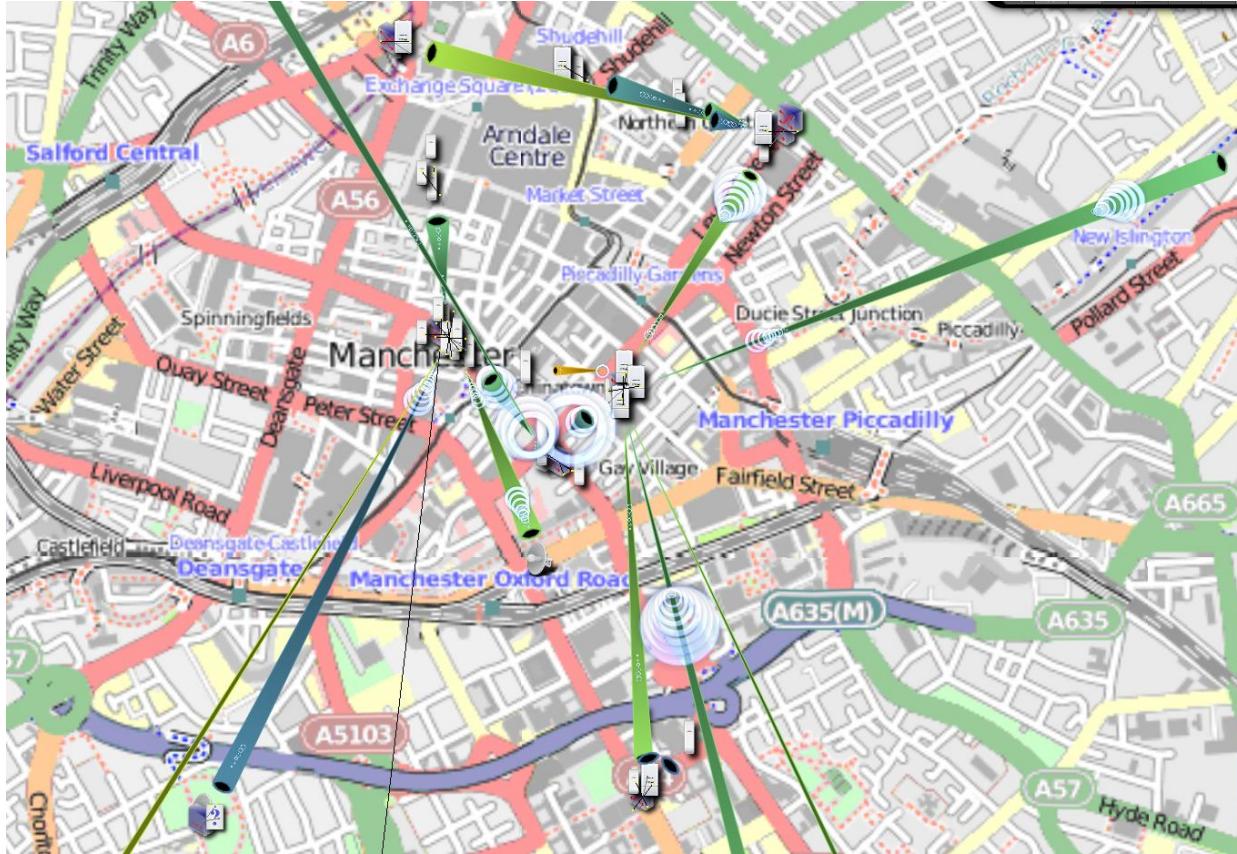 Trinity Way
A6
Shudehill
Shudehill
Exchange Square
Arndale
Centre
Salford Central
A56
Market Street
Newton Street
New Islington
Piccadilly Gardens
Pollard Street
Ducie Street Junction
Piccadilly
Spinningfields
Water Street
Manchester
Quay Street
Deansgate
Peter Street
Manchester Piccadilly
Gay Village
Fairfield Street
Liverpool Road
A665
Castlefield
Deansgate-Castlefield
Deansgate
Manchester Oxford Road
A635(M)
A635
A5103
A57
Hyde Road